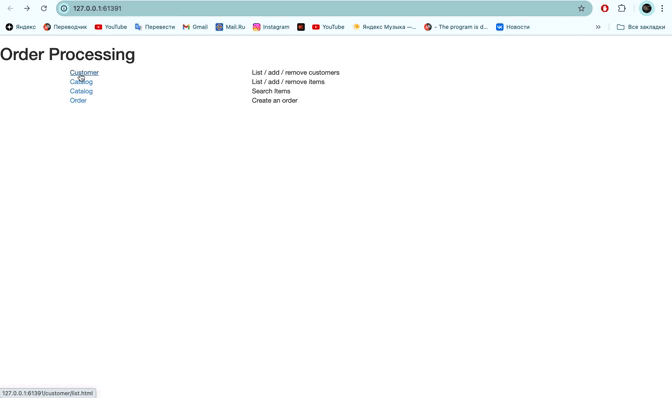 127.0.0.1:61391
Яндекс Переводчик YouTube Перевести Gmail Mail.Ru Instagram YouTube Яндекс Музыка —... - The program is d... Новости Все закладки
Order Processing
Customer List / add / remove customers
Catalog List / add / remove items
Catalog Search Items
Order Create an order
127.0.0.1:61391/customer/list.html